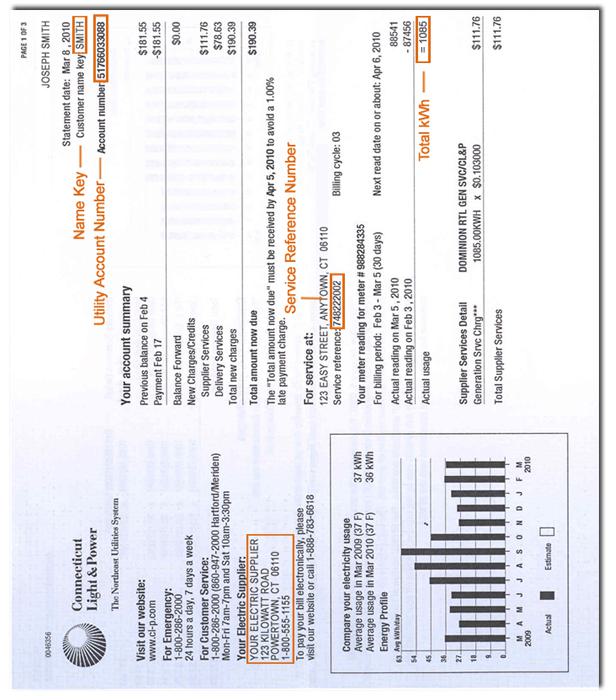 0046356
PAGE 1 OF 3
Connecticut
Light & Power
The Northeast Utilities System
JOSEPH SMITH
Statement date: Mar 8, 2010
Name Key
Customer name key SMITH
Utility Account Number
Account number 51766033088
Visit our website:
www.cl-p.com
For Emergency:
1-800-286-2000
24 hours a day, 7 days a week
For Customer Service:
1-800-286-2000 (860-947-2000 Hartford/Meriden)
Mon-Fri 7am-7pm and Sat 10am-3:30pm
Your Electric Supplier:
YOUR ELECTRIC SUPPLIER
123 KILOWATT ROAD
POWERTOWN, CT 06110
1-800-555-1155
To pay your bill electronically, please
visit our website or call 1-888-783-6618
Your account summary
Previous balance on Feb 4 $181.55
Payment Feb 17 -$181.55
Balance Forward $0.00
New Charges/Credits
Supplier Services $111.76
Delivery Services $78.63
Total new charges $190.39
Total amount now due $190.39
The "Total amount now due" must be received by Apr 5, 2010 to avoid a 1.00%
late payment charge.
Service Reference Number
For service at:
123 EASY STREET, ANYTOWN, CT 06110
Service reference: 748222002 Billing cycle: 03
Your meter reading for meter # 988284335
For billing period: Feb 3 - Mar 5 (30 days) Next read date on or about: Apr 6, 2010
Actual reading on Mar 5, 2010 88541
Actual reading on Feb 3, 2010 - 87456
Actual usage Total kWh = 1085
Supplier Services Detail DOMINION RTL GEN SVC/CL&P
Generation Srvc Chrg*** 1085.00KWH X $0.103000 $111.76
Total Supplier Services $111.76
Compare your electricity usage
Average usage in Mar 2009 (37 F) 37 kWh
Average usage in Mar 2010 (37 F) 36 kWh
Energy Profile
63 Avg kWh/day
54
45
36
27
18
9
0
M A M J J A S O N D J F M
2009 2010
Actual Estimate